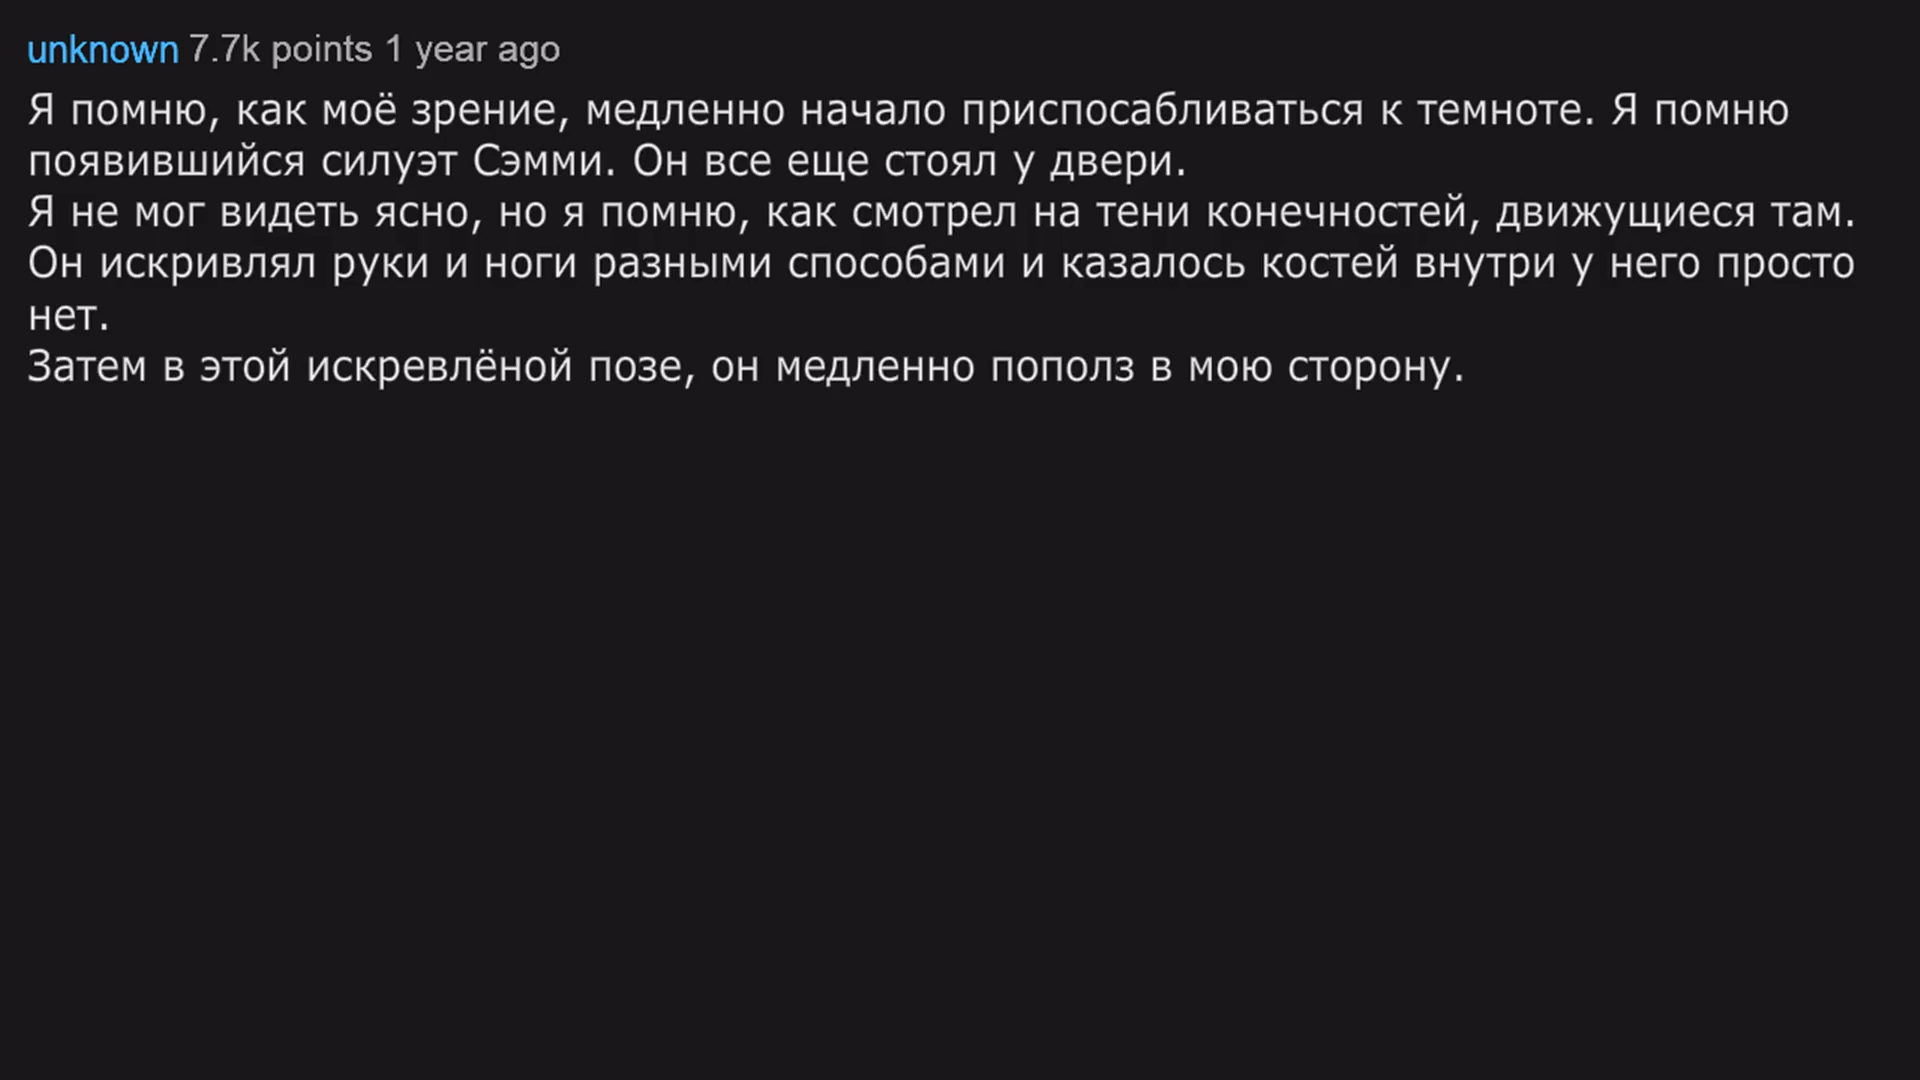 unknown 7.7k points 1 year ago
Я помню, как моё зрение, медленно начало приспосабливаться к темноте. Я помню
появившийся силуэт Сэмми. Он все еще стоял у двери.
Я не мог видеть ясно, но я помню, как смотрел на тени конечностей, движущиеся там.
Он искривлял руки и ноги разными способами и казалось костей внутри у него просто
нет.
Затем в этой искревлёной позе, он медленно пополз в мою сторону.